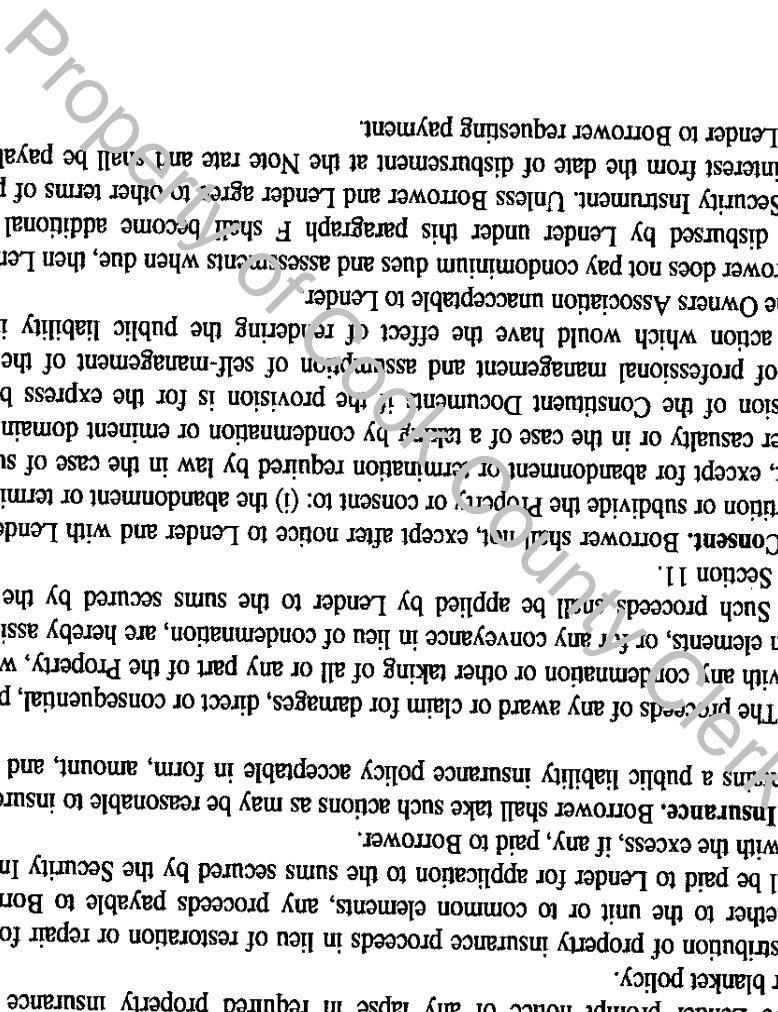 Lender prompt notice of any lapse in required property insurance
r blanket policy.
stribution of property insurance proceeds in lieu of restoration or repair fo
ether to the unit or to common elements, any proceeds payable to Borr
ll be paid to Lender for application to the sums secured by the Security In
with the excess, if any, paid to Borrower.
Insurance. Borrower shall take such actions as may be reasonable to insure
a public liability insurance policy acceptable in form, amount, and
The proceeds of any award or claim for damages, direct or consequential, p
with any condemnation or other taking of all or any part of the Property, w
n elements, or for any conveyance in lieu of condemnation, are hereby assi
Such proceeds shall be applied by Lender to the sums secured by the
Section 11.
Consent. Borrower shall not, except after notice to Lender and with Lende
tition or subdivide the Property or consent to: (i) the abandonment or termi
t, except for abandonment or termination required by law in the case of su
er casualty or in the case of a taking by condemnation or eminent domain
sion of the Constituent Documents if the provision is for the express b
of professional management and assumption of self-management of the
action which would have the effect of rendering the public liability i
e Owners Association unacceptable to Lender.
rower does not pay condominium dues and assessments when due, then Len
disbursed by Lender under this paragraph F shall become additional
Security Instrument. Unless Borrower and Lender agree to other terms of p
interest from the date of disbursement at the Note rate and shall be payab
Lender to Borrower requesting payment.
Property of Cook County Clerk